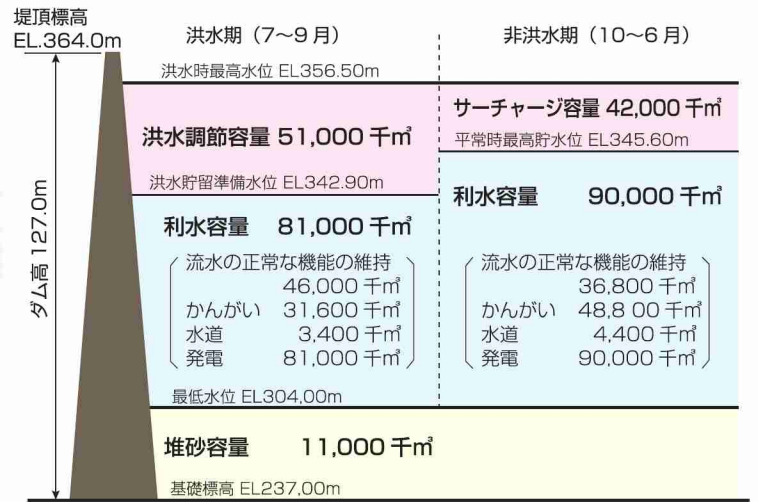 堤頂標高
EL.364.0m
ダム高 127.0m
洪水期（7〜9月）
洪水時最高水位 EL356.50m
洪水調節容量 51,000 千㎥
洪水貯留準備水位 EL342.90m
利水容量 81,000 千㎥
流水の正常な機能の維持
46,000 千㎥
かんがい 31,600 千㎥
水道 3,400 千㎥
発電 81,000 千㎥
最低水位 EL304,00m
非洪水期（10〜6月）
サーチャージ容量 42,000 千㎥
平常時最高貯水位 EL345.60m
利水容量 90,000 千㎥
流水の正常な機能の維持
36,800 千㎥
かんがい 48,8 00 千㎥
水道 4,400 千㎥
発電 90,000 千㎥
堆砂容量 11,000 千㎥
基礎標高 EL237,00m